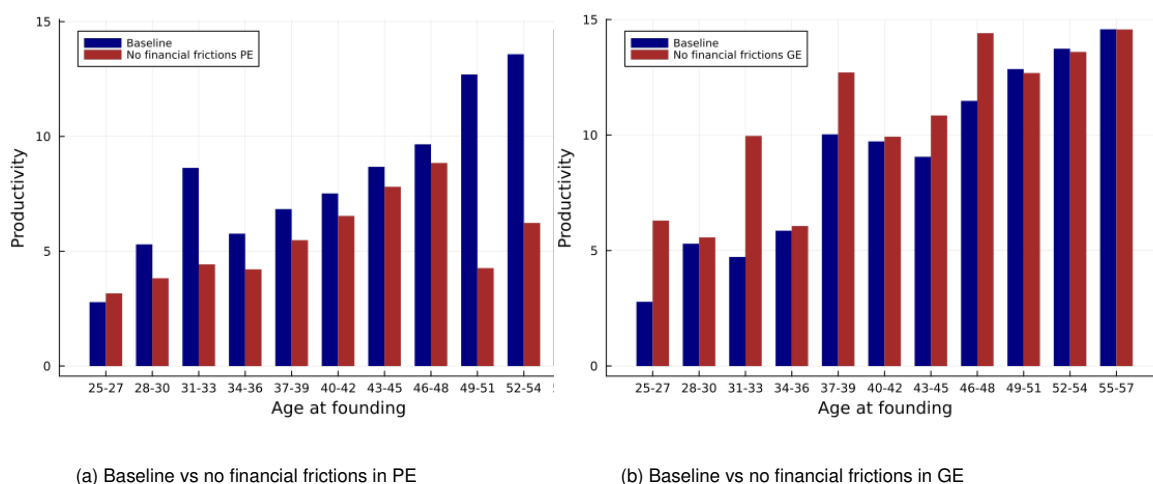 15
10
5
0
Productivity
Baseline
No financial frictions PE
25-27 28-30 31-33 34-36 37-39 40-42 43-45 46-48 49-51 52-54
Age at founding
(a) Baseline vs no financial frictions in PE
15
10
5
0
Productivity
Baseline
No financial frictions GE
25-27 28-30 31-33 34-36 37-39 40-42 43-45 46-48 49-51 52-54 55-57
Age at founding
(b) Baseline vs no financial frictions in GE